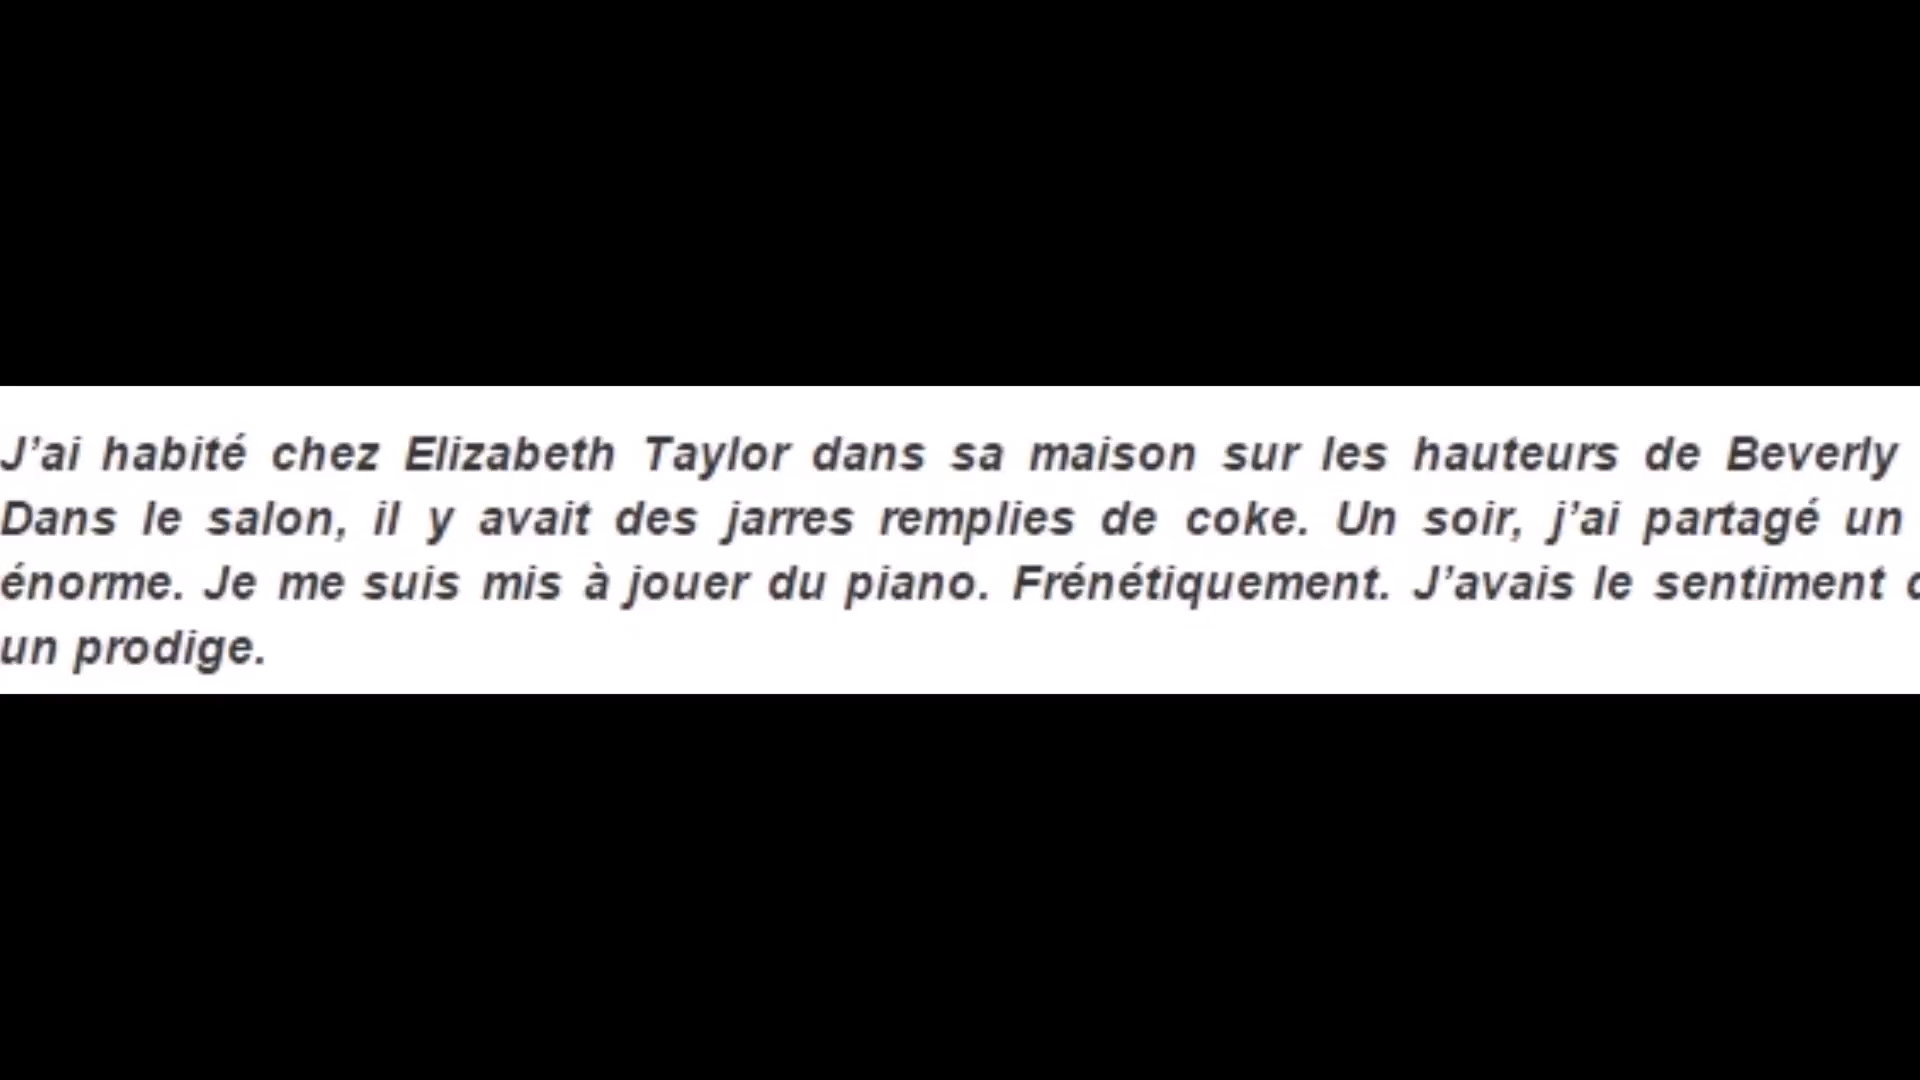 J’ai habité chez Elizabeth Taylor dans sa maison sur les hauteurs de Beverly
Dans le salon, il y avait des jarres remplies de coke. Un soir, j’ai partagé un
énorme. Je me suis mis à jouer du piano. Frénétiquement. J’avais le sentiment
un prodige.